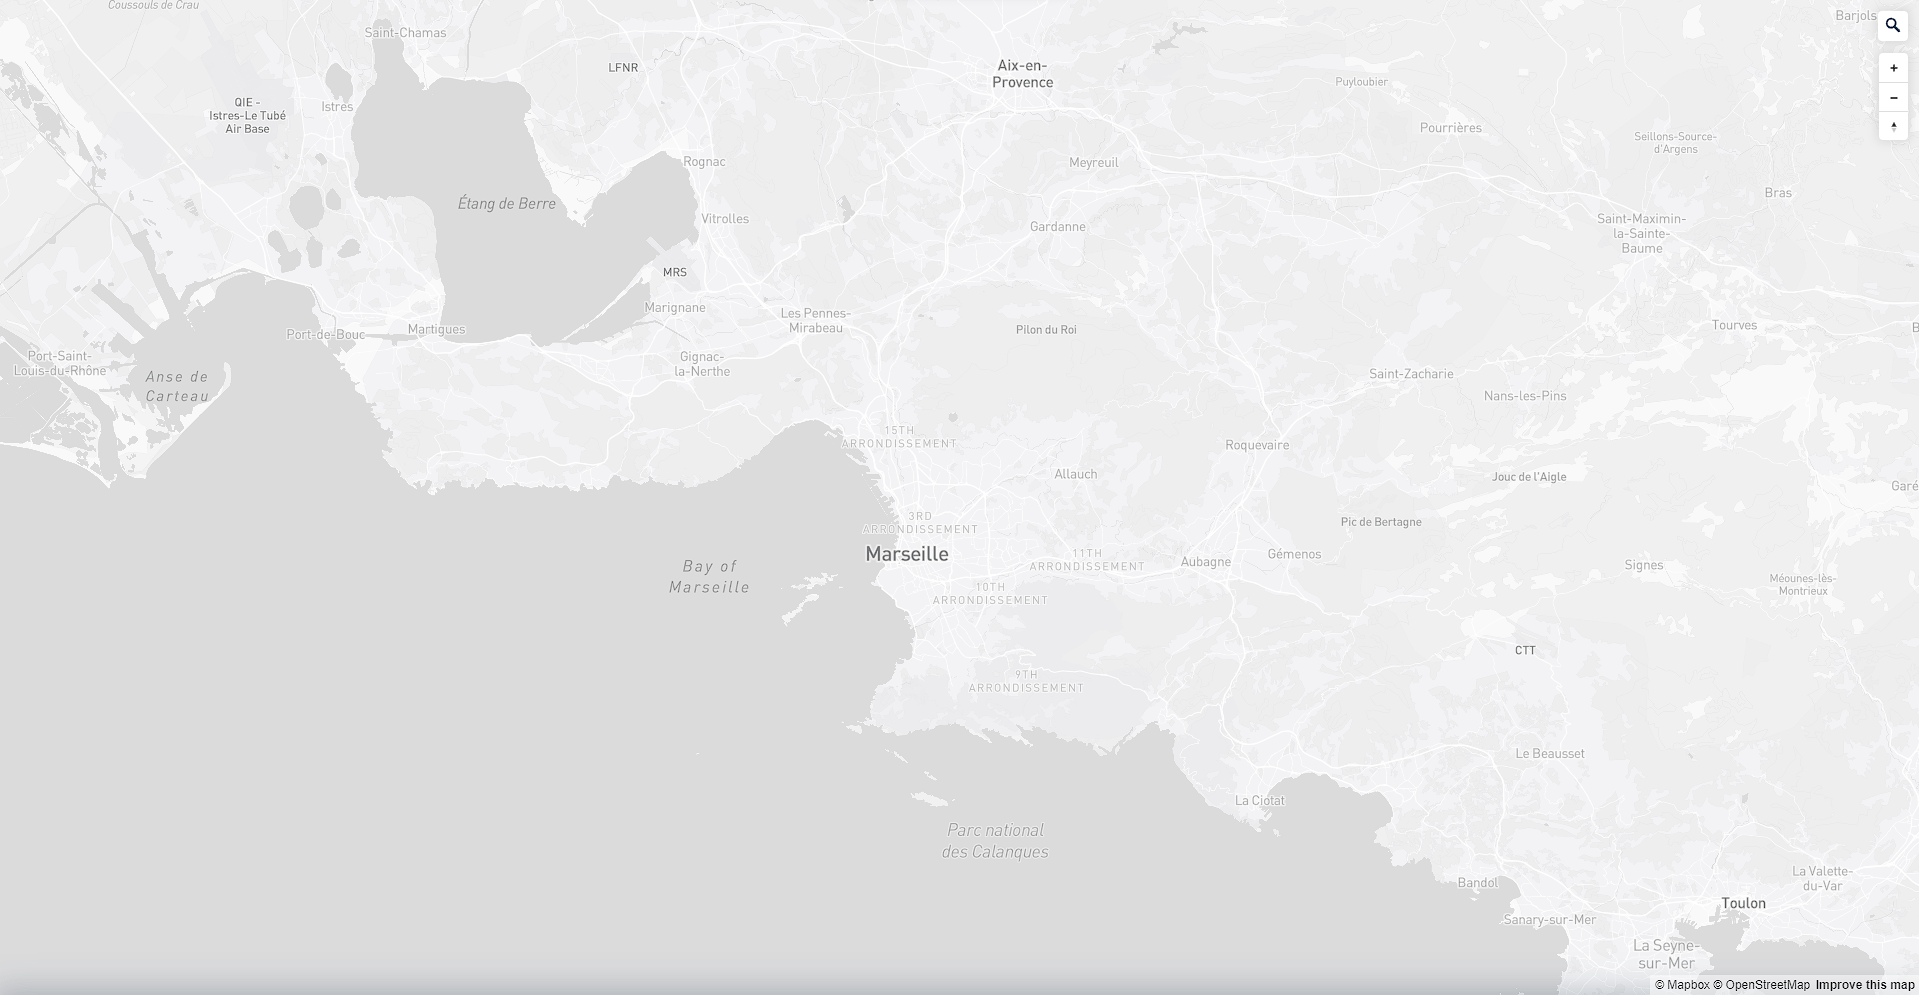 Coussouls de Crau
Saint-Chamas
Barjols
LFNR
Aix-en-
Provence
Puyloubier
QIE -
Istres-Le Tubé
Air Base
Istres
Pourrières
Seillons-Source-
d'Argens
Rognac
Meyreuil
Bras
Étang de Berre
Vitrolles
Gardanne
Saint-Maximin-
la-Sainte-
Baume
MRS
Marignane
Les Pennes-
Mirabeau
Pilon du Roi
Tourves
Port-de-Bouc
Martigues
Port-Saint-
Louis-du-Rhône
Gignac-
la-Nerthe
Anse de
Carteau
Saint-Zacharie
Nans-les-Pins
15TH
ARRONDISSEMENT
Roquevaire
Allauch
Jouc de l'Aigle
Garé
3RD
ARRONDISSEMENT
Pic de Bertagne
Marseille
11TH
ARRONDISSEMENT
Aubagne
Gémenos
Signes
Bay of
Marseille
10TH
ARRONDISSEMENT
Méounes-lès-
Montrieux
CTT
9TH
ARRONDISSEMENT
Le Beausset
La Ciotat
Parc national
des Calanques
Bandol
La Valette-
du-Var
Toulon
Sanary-sur-Mer
La Seyne-
sur-Mer
© Mapbox © OpenStreetMap Improve this map